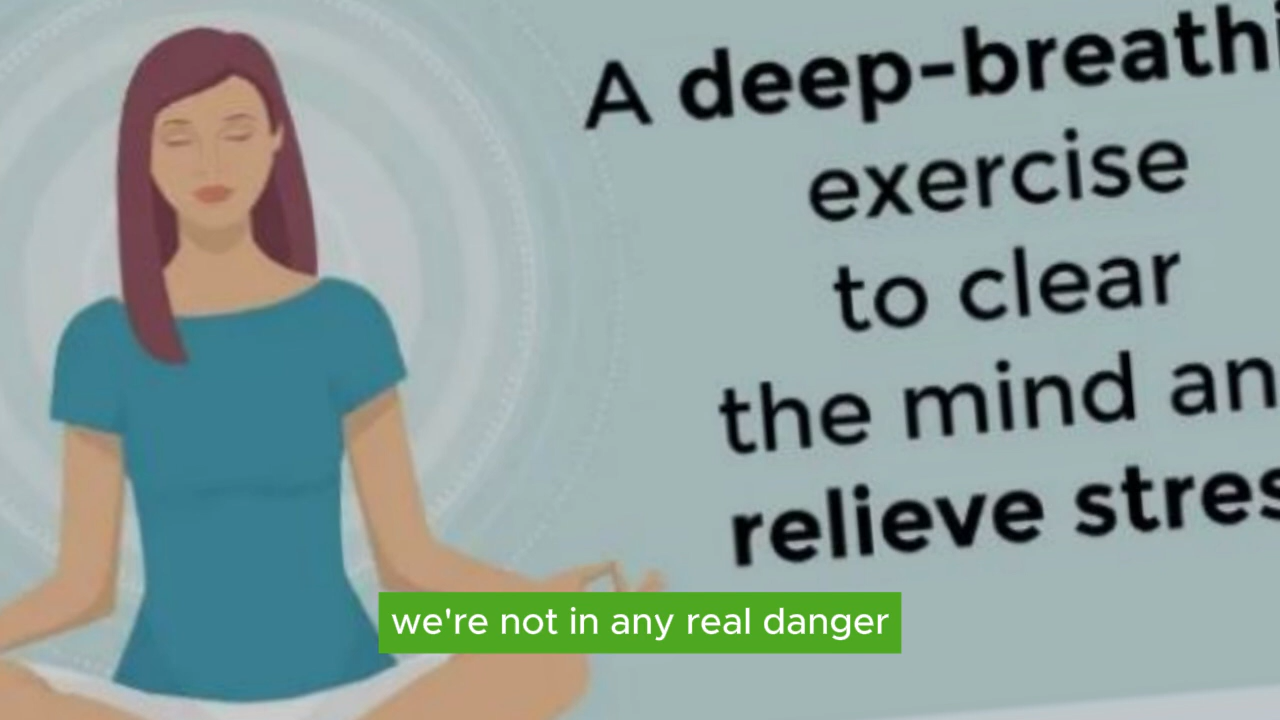 A deep-breathi
exercise
to clear
the mind an
relieve stres
we're not in any real danger